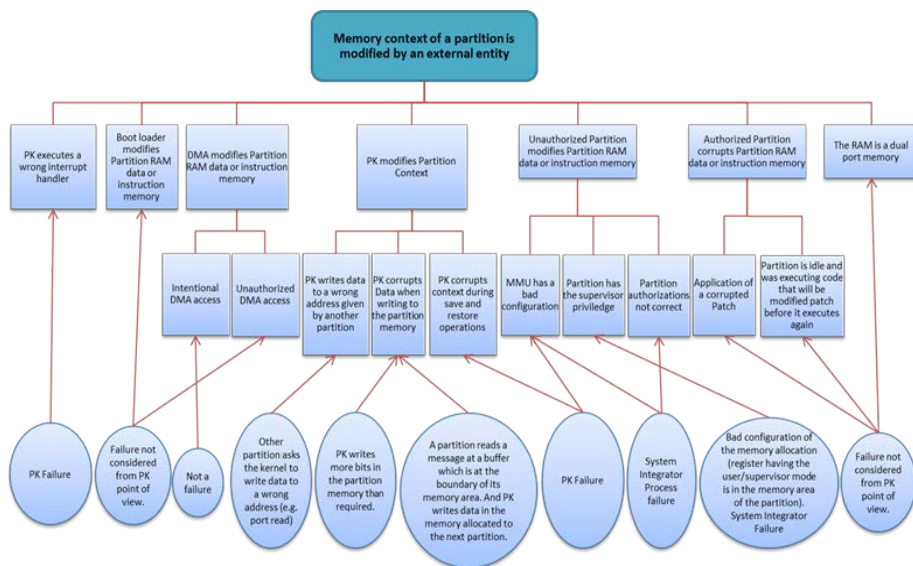 Memory context of a partition is
modified by an external entity
PK executes a
wrong interrupt
handler
Boot loader
modifies
Partition RAM
data or
instruction
memory
DMA modifies Partition
RAM data or instruction
memory
PK modifies Partition
Context
Unauthorized Partition
modifies Partition RAM
data or instruction memory
Authorized Partition
corrupts Partition RAM
data or instruction memory
The RAM is a dual
port memory
Intentional
DMA access
Unauthorized
DMA access
PK writes data
to a wrong
address given
by another
partition
PK corrupts
Data when
writing to
the partition
memory
PK corrupts
context during
save and
restore
operations
MMU has a
bad
configuration
Partition has
the supervisor
priviledge
Partition
authorizations
not correct
Application of
a corrupted
Patch
Partition is idle and
was executing code
that will be
modified patch
before it executes
again
PK Failure
Failure not
considered
from PK
point of
view.
Not a
failure
Other
partition asks
the kernel to
write data to
a wrong
address (e.g.
port read)
PK writes
more bits in
the partition
memory than
required.
A partition reads a
message at a buffer
which is at the
boundary of its
memory area. And PK
writes data in the
memory allocated to
the next partition.
PK Failure
System
Integrator
Process
failure
Bad configuration of
the memory allocation
(register having the
user/supervisor mode
is in the memory area
of the partition).
System Integrator
Failure
Failure not
considered
from PK
point of
view.